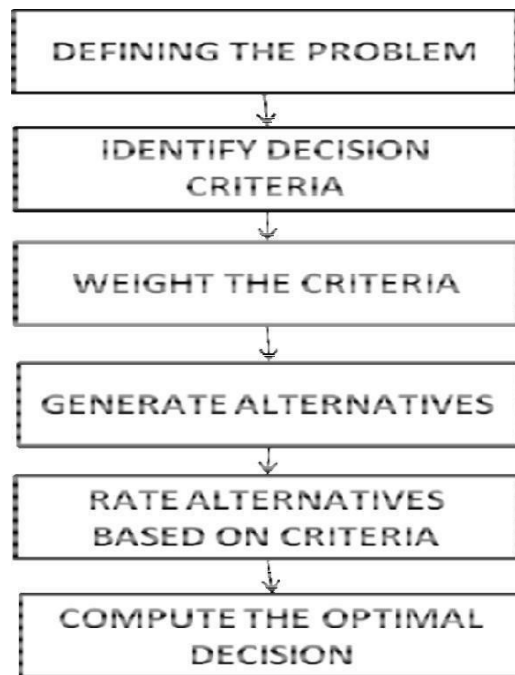 DEFINING THE PROBLEM
IDENTIFY DECISION
CRITERIA
WEIGHT THE CRITERIA
GENERATE ALTERNATIVES
RATE ALTERNATIVES
BASED ON CRITERIA
COMPUTE THE OPTIMAL
DECISION